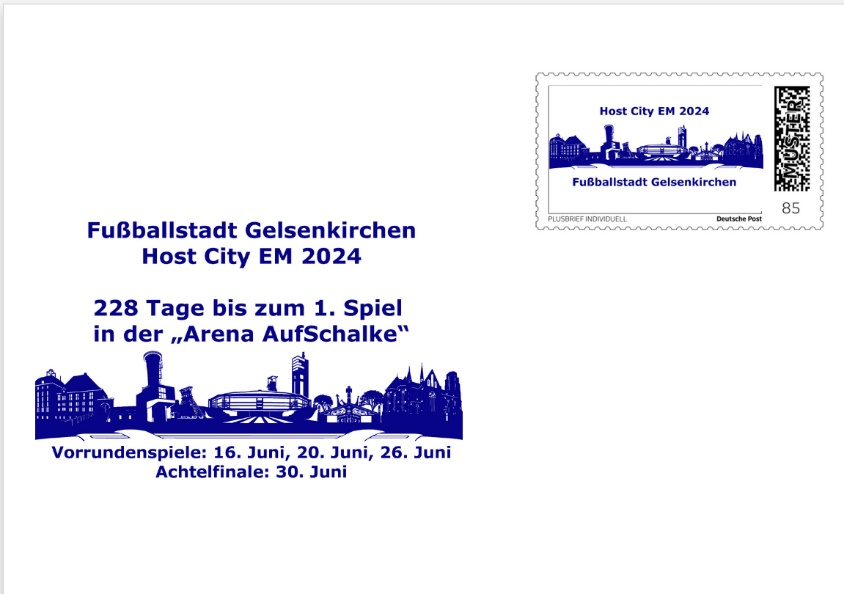 Host City EM 2024
Fußballstadt Gelsenkirchen
MUSTER
85
PLUSBRIEF INDIVIDUELL
Deutsche Post
Fußballstadt Gelsenkirchen
Host City EM 2024
228 Tage bis zum 1. Spiel
in der „Arena AufSchalke“
Vorrundenspiele: 16. Juni, 20. Juni, 26. Juni
Achtelfinale: 30. Juni